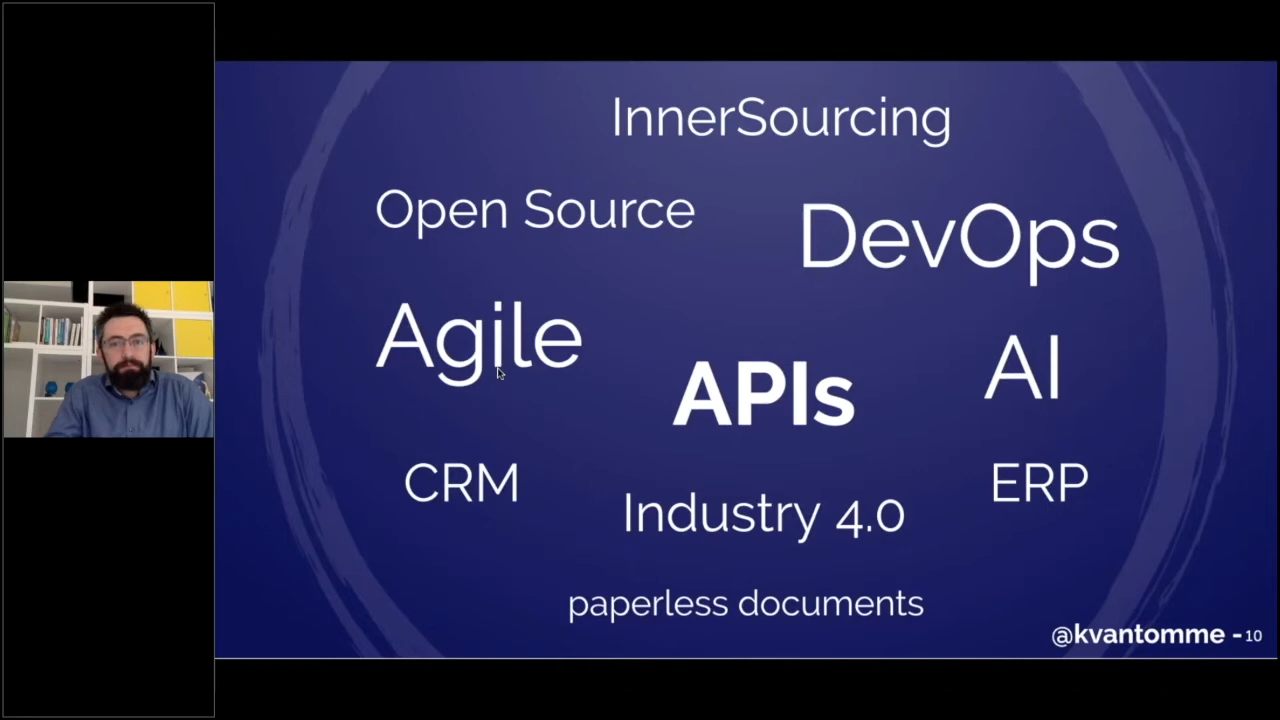 InnerSourcing
Open Source
DevOps
Agile
APIs
AI
CRM
Industry 4.0
ERP
paperless documents
@kvantomme - 10